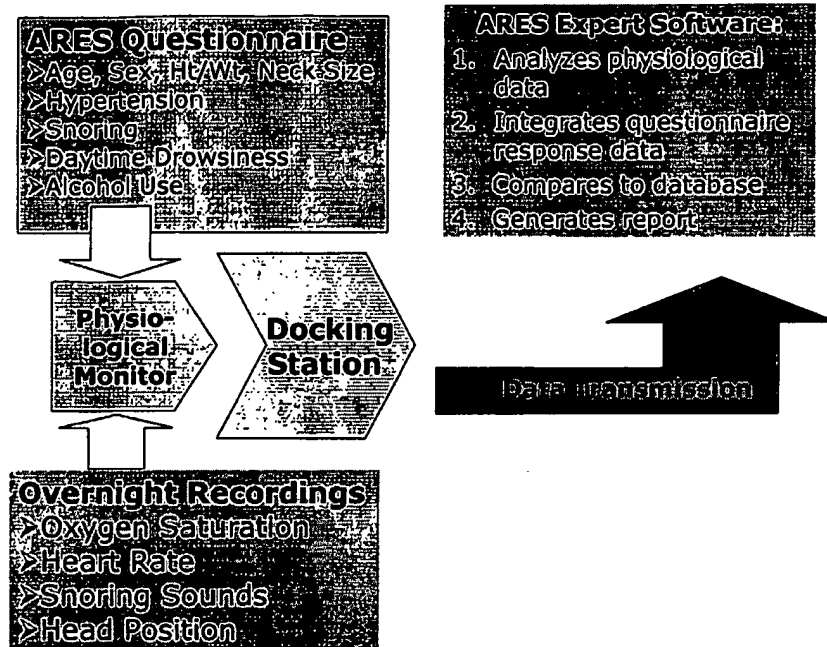 ARES Questionnaire
➢Age, Sex, Ht/Wt, Neck Size
➢Hypertension
➢Snoring
➢Daytime Drowsiness
➢Alcohol Use
ARES Expert Software:
1. Analyzes physiological
data
2. Integrates questionnaire
response data
3. Compares to database
4. Generates report
Physio-
logical
Monitor
Docking
Station
Data Transmission
Overnight Recordings
➢Oxygen Saturation
➢Heart Rate
➢Snoring Sounds
➢Head Position